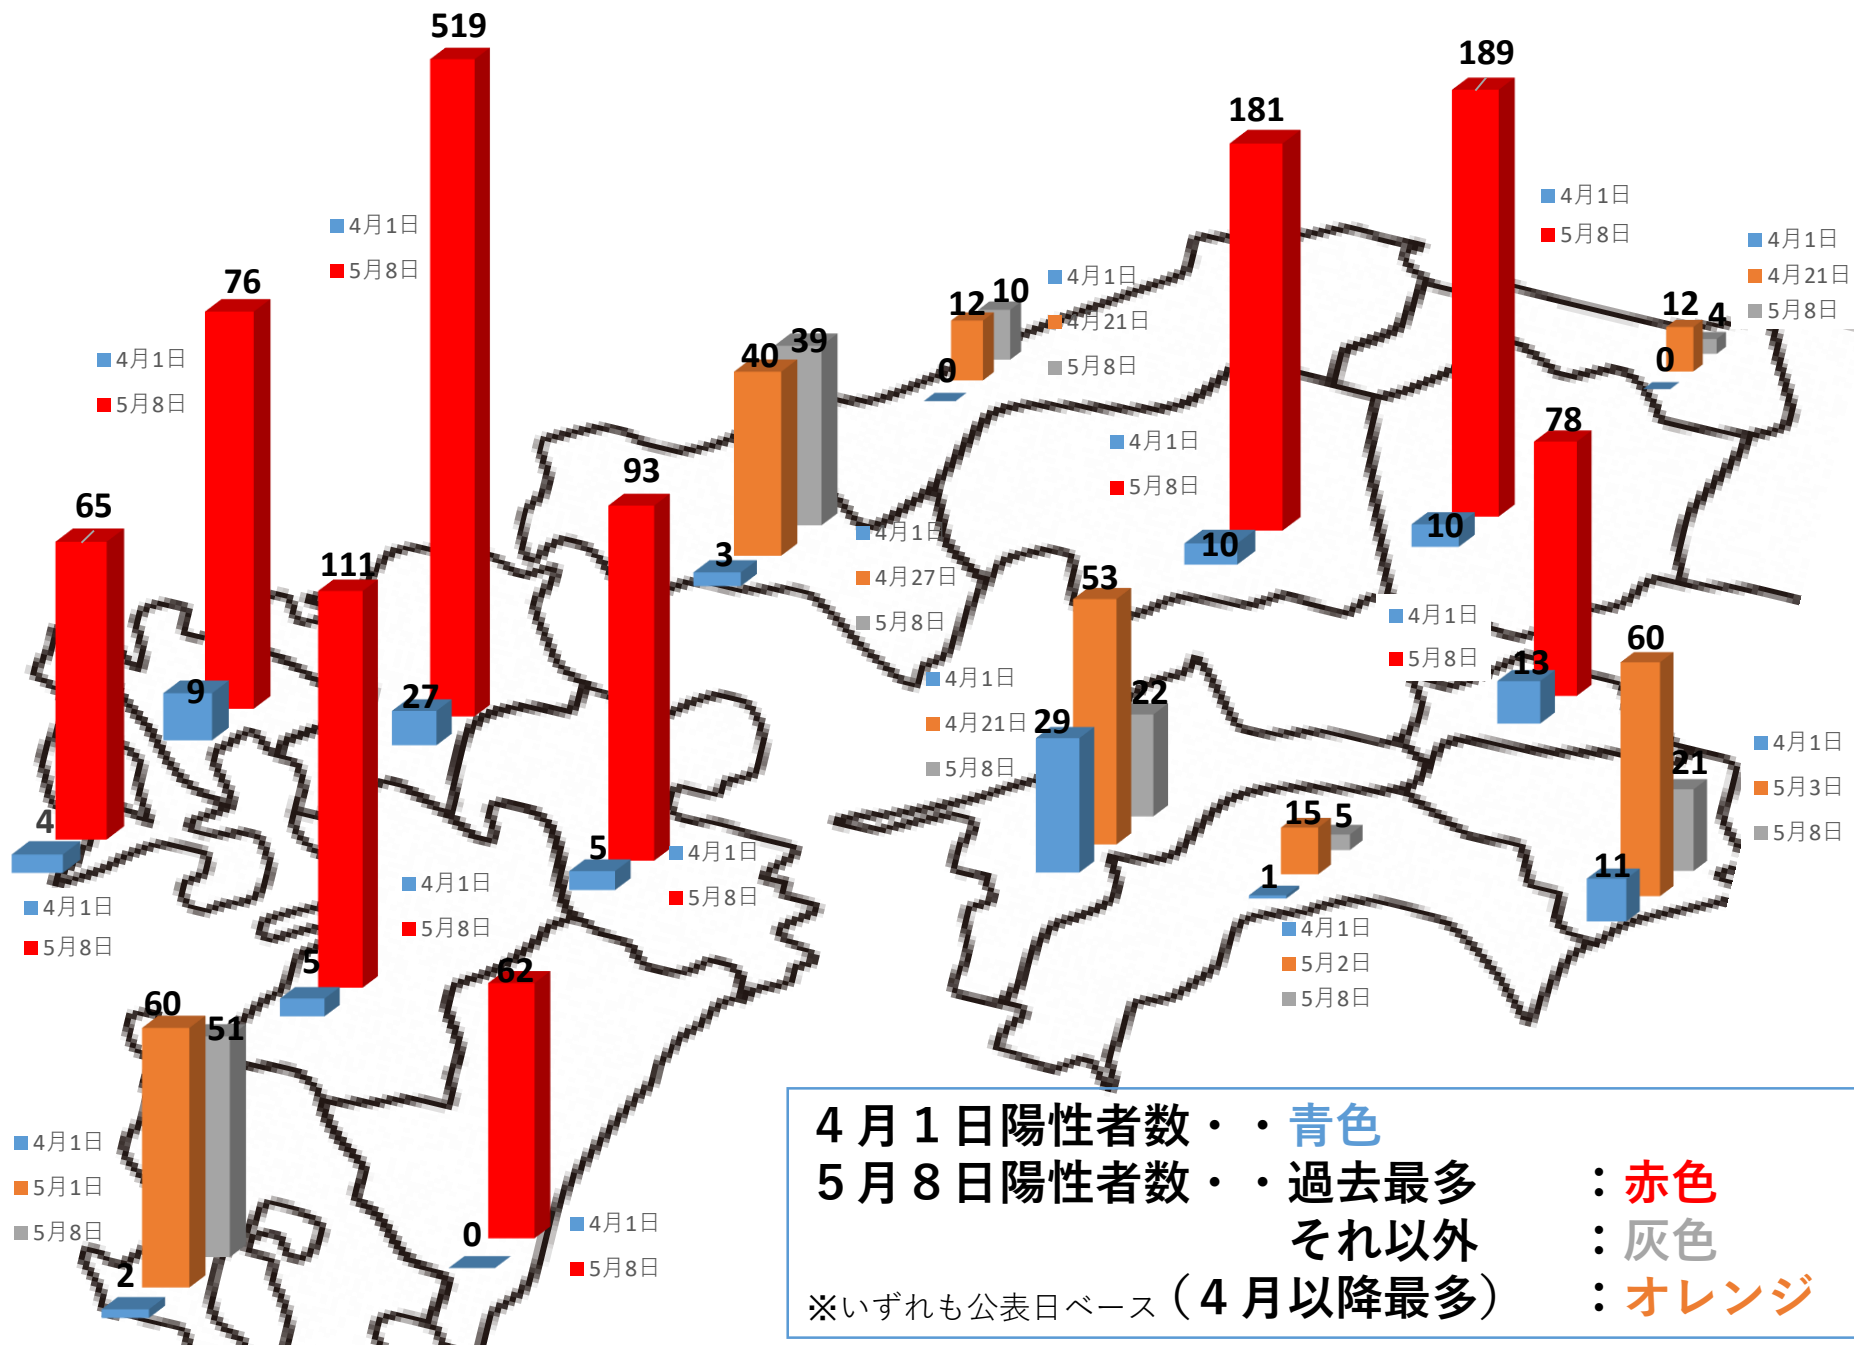 519
189
181
4月1日
5月8日
4月1日
5月8日
4月1日
4月21日
5月8日
76
4月1日
5月8日
12
10
0
4月1日
4月21日
5月8日
12
4
0
40
39
3
4月1日
4月27日
5月8日
4月1日
5月8日
10
10
78
13
4月1日
5月8日
65
4
4月1日
5月8日
9
111
5
4月1日
5月8日
27
93
5
4月1日
5月8日
53
29
22
4月1日
4月21日
5月8日
60
21
11
4月1日
5月3日
5月8日
15
5
1
4月1日
5月2日
5月8日
60
51
2
4月1日
5月1日
5月8日
62
0
4月1日
5月8日
4月1日陽性者数・・青色
5月8日陽性者数・・過去最多 ：赤色
それ以外 ：灰色
※いずれも公表日ベース（4月以降最多） ：オレンジ